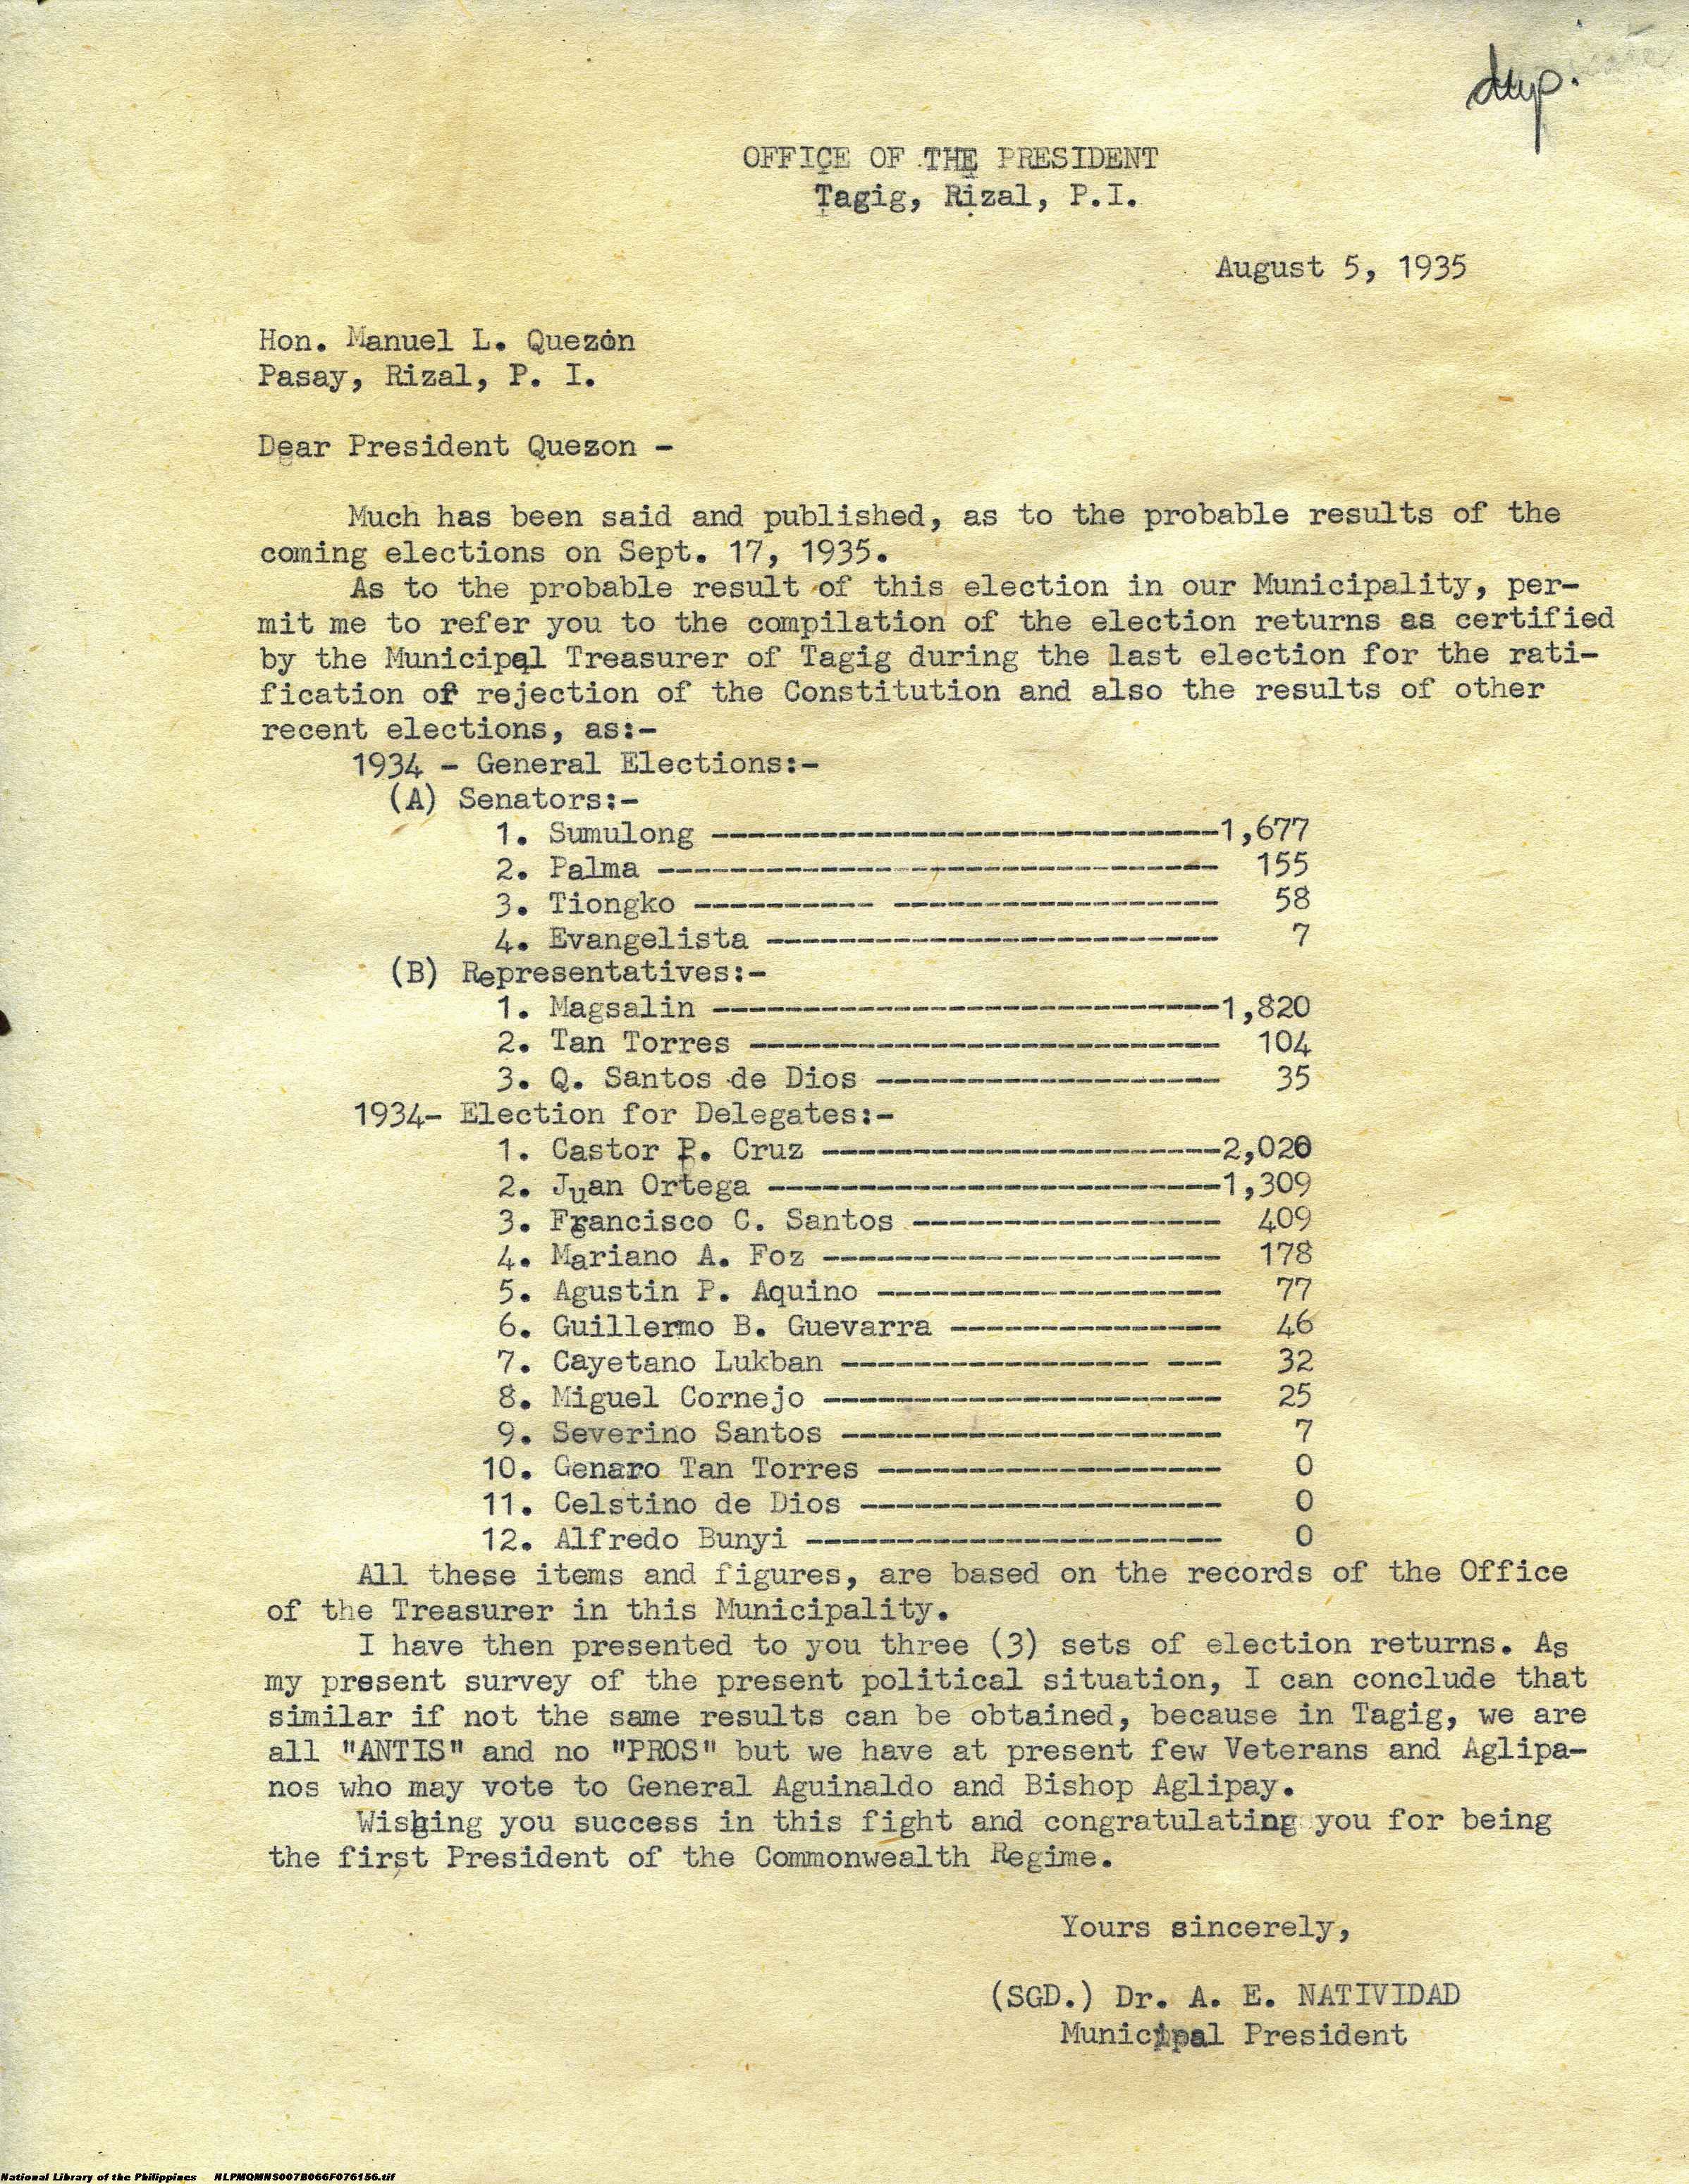 dup.
OFFICE OF THE PRESIDENT
Tagig, Rizal, P.I.
August 5, 1935
Hon. Manuel L. Quezon
Pasay, Rizal, P. I.
Dear President Quezon -
Much has been said and published, as to the probable results of the
coming elections on Sept. 17, 1935.
As to the probable result of this election in our Municipality, per-
mit me to refer you to the compilation of the election returns as certified
by the Municipal Treasurer of Tagig during the last election for the rati-
fication or rejection of the Constitution and also the results of other
recent elections, as:-
1934 - General Elections:-
(A) Senators:-
1. Sumulong ----------------------------1,677
2. Palma ------------------------------- 155
3. Tiongko ---------- ------------------ 58
4. Evangelista ------------------------- 7
(B) Representatives:-
1. Magsalin ----------------------------1,820
2. Tan Torres -------------------------- 104
3. Q. Santos de Dios ------------------- 35
1934- Election for Delegates:-
1. Castor P. Cruz ----------------------2,020
2. Juan Ortega -------------------------1,309
3. Francisco C. Santos ----------------- 409
4. Mariano A. Foz ---------------------- 178
5. Agustin P. Aquino ------------------- 77
6. Guillermo B. Guevarra --------------- 46
7. Cayetano Lukban ----------------- --- 32
8. Miguel Cornejo ---------------------- 25
9. Severino Santos --------------------- 7
10. Genaro Tan Torres ------------------- 0
11. Celstino de Dios -------------------- 0
12. Alfredo Bunyi ----------------------- 0
All these items and figures, are based on the records of the Office
of the Treasurer in this Municipality.
I have then presented to you three (3) sets of election returns. As
my present survey of the present political situation, I can conclude that
similar if not the same results can be obtained, because in Tagig, we are
all "ANTIS" and no "PROS" but we have at present few Veterans and Aglipa-
nos who may vote to General Aguinaldo and Bishop Aglipay.
Wishing you success in this fight and congratulating you for being
the first President of the Commonwealth Regime.
Yours sincerely,
(SGD.) Dr. A. E. NATIVIDAD
Municipal President
National Library of the Philippines NLPMQMNS007B066F076156.tif